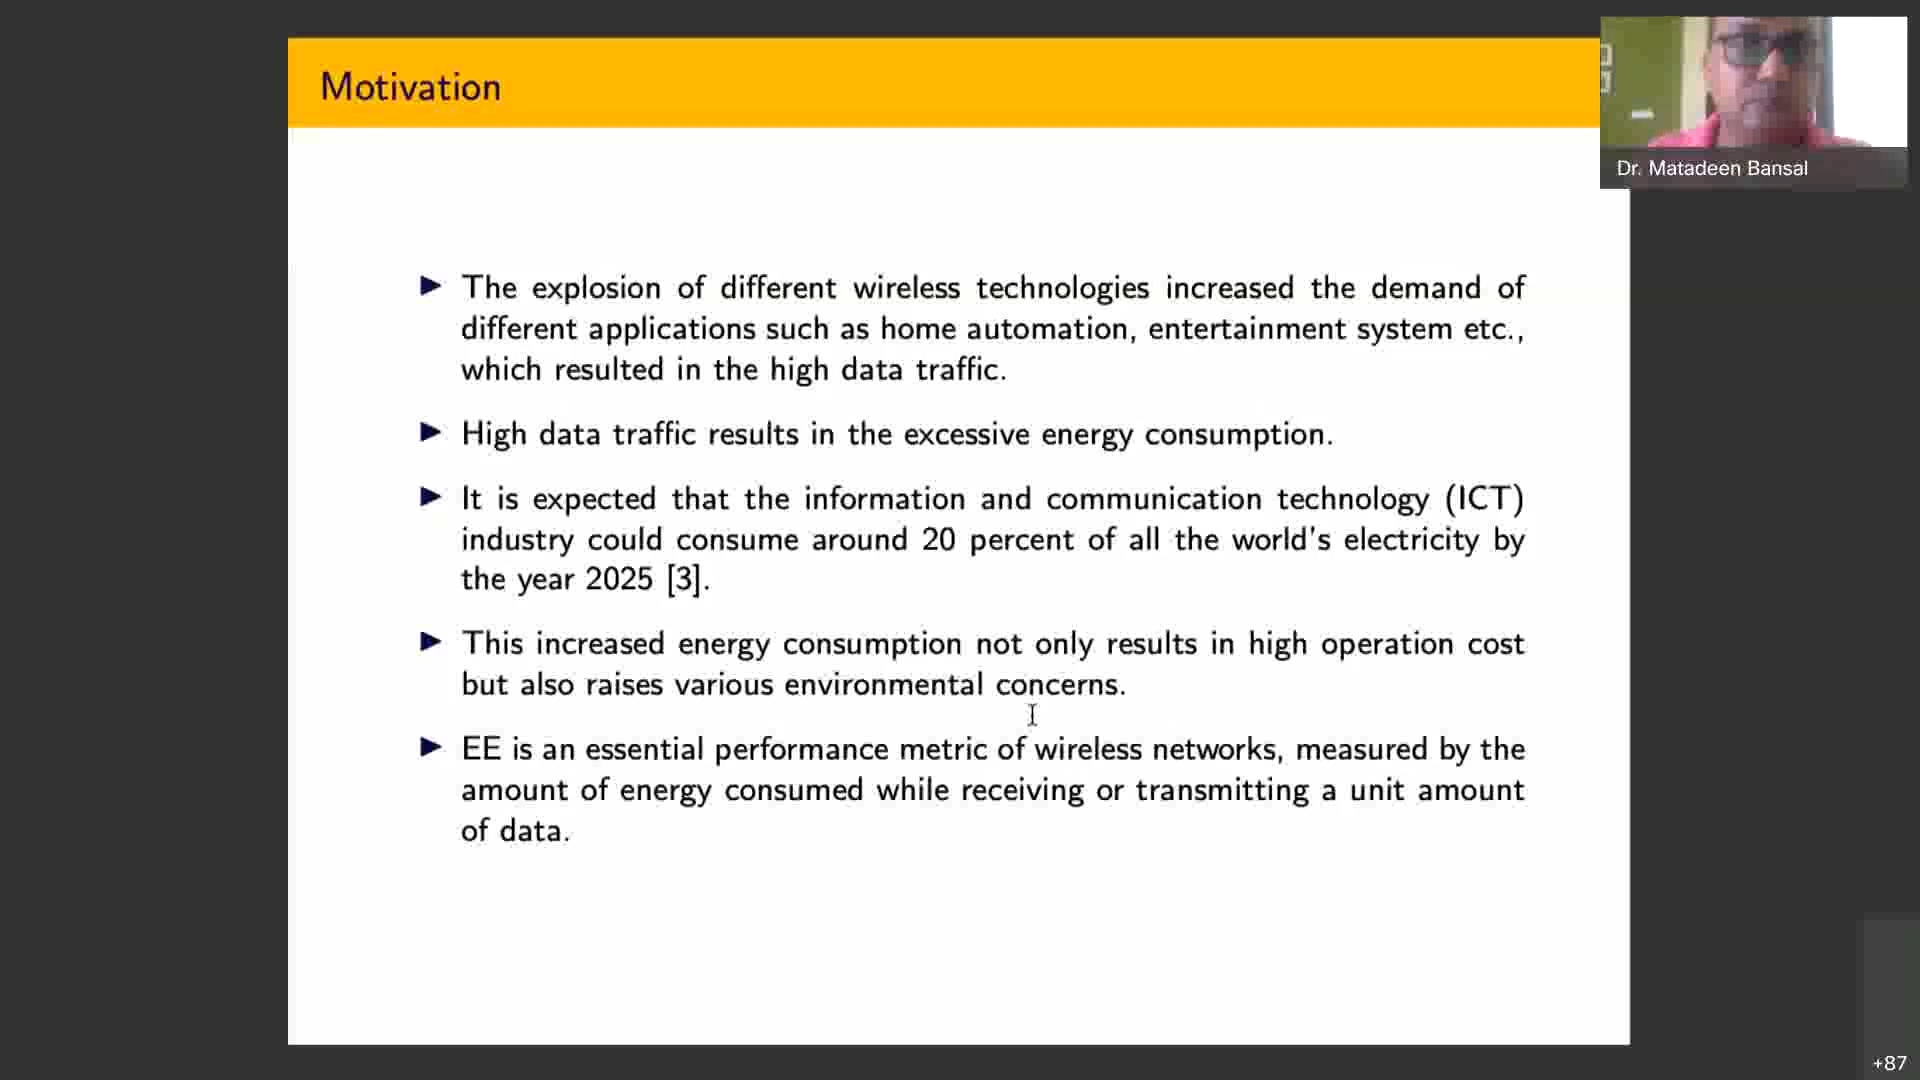 Motivation
Dr. Matadeen Bansal
▶ The explosion of different wireless technologies increased the demand of
different applications such as home automation, entertainment system etc.,
which resulted in the high data traffic.
▶ High data traffic results in the excessive energy consumption.
▶ It is expected that the information and communication technology (ICT)
industry could consume around 20 percent of all the world's electricity by
the year 2025 [3].
▶ This increased energy consumption not only results in high operation cost
but also raises various environmental concerns.
▶ EE is an essential performance metric of wireless networks, measured by the
amount of energy consumed while receiving or transmitting a unit amount
of data.
+87